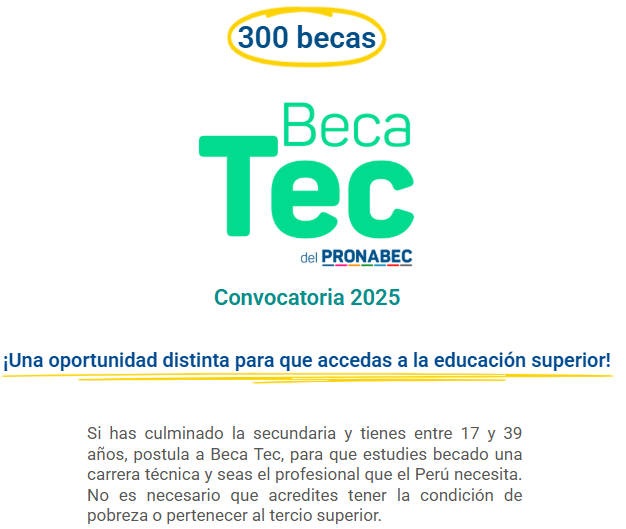 300 becas
Beca
Tec
del PRONABEC
Convocatoria 2025
¡Una oportunidad distinta para que accedas a la educación superior!
Si has culminado la secundaria y tienes entre 17 y 39
años, postula a Beca Tec, para que estudies becado una
carrera técnica y seas el profesional que el Perú necesita.
No es necesario que acredites tener la condición de
pobreza o pertenecer al tercio superior.